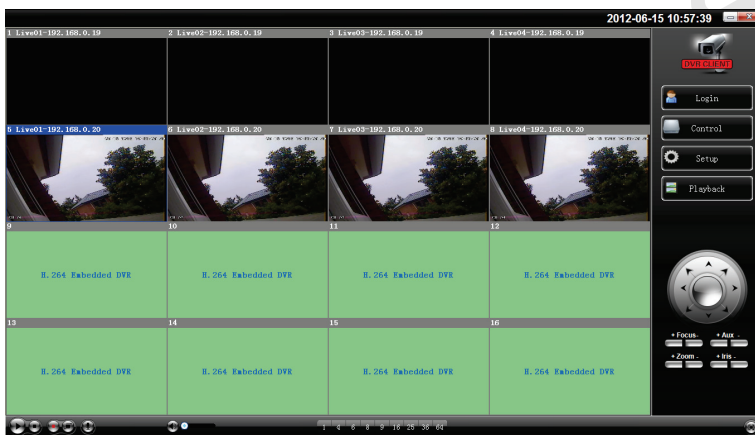 2012-06-15 10:57:39
1 Live01-192.168.0.19
2 Live02-192.168.0.19
3 Live03-192.168.0.19
4 Live04-192.168.0.19
DVR CLIENT
Login
Control
Setup
Playback
5 Live01-192.168.0.20
6 Live02-192.168.0.20
7 Live03-192.168.0.20
8 Live04-192.168.0.20
9
10
11
12
H.264 Embedded DVR
H.264 Embedded DVR
H.264 Embedded DVR
H.264 Embedded DVR
13
14
15
16
H.264 Embedded DVR
H.264 Embedded DVR
H.264 Embedded DVR
H.264 Embedded DVR
+ Focus -
+ Aux -
+ Zoom -
+ Iris -
1 4 6 8 9 16 25 36 64